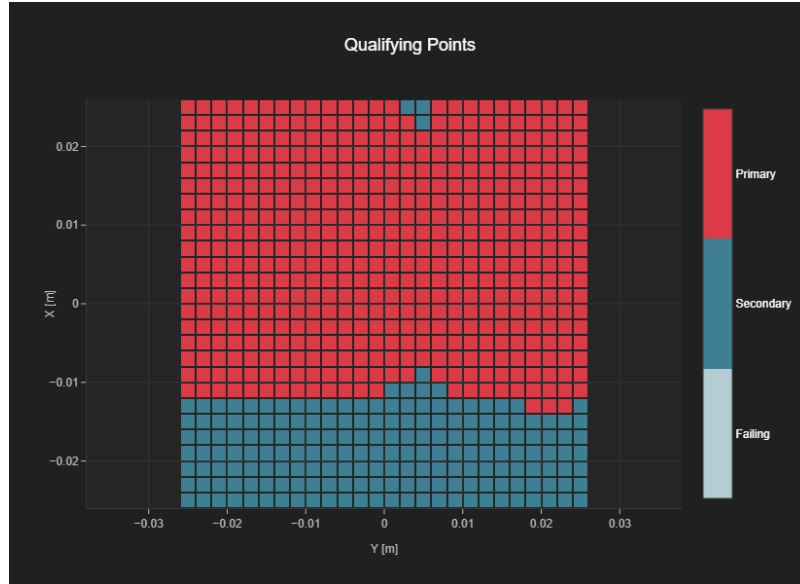 Qualifying Points
0.02
0.01
0
−0.01
−0.02
X [m]
−0.03
−0.02
−0.01
0
0.01
0.02
0.03
Y [m]
Primary
Secondary
Failing